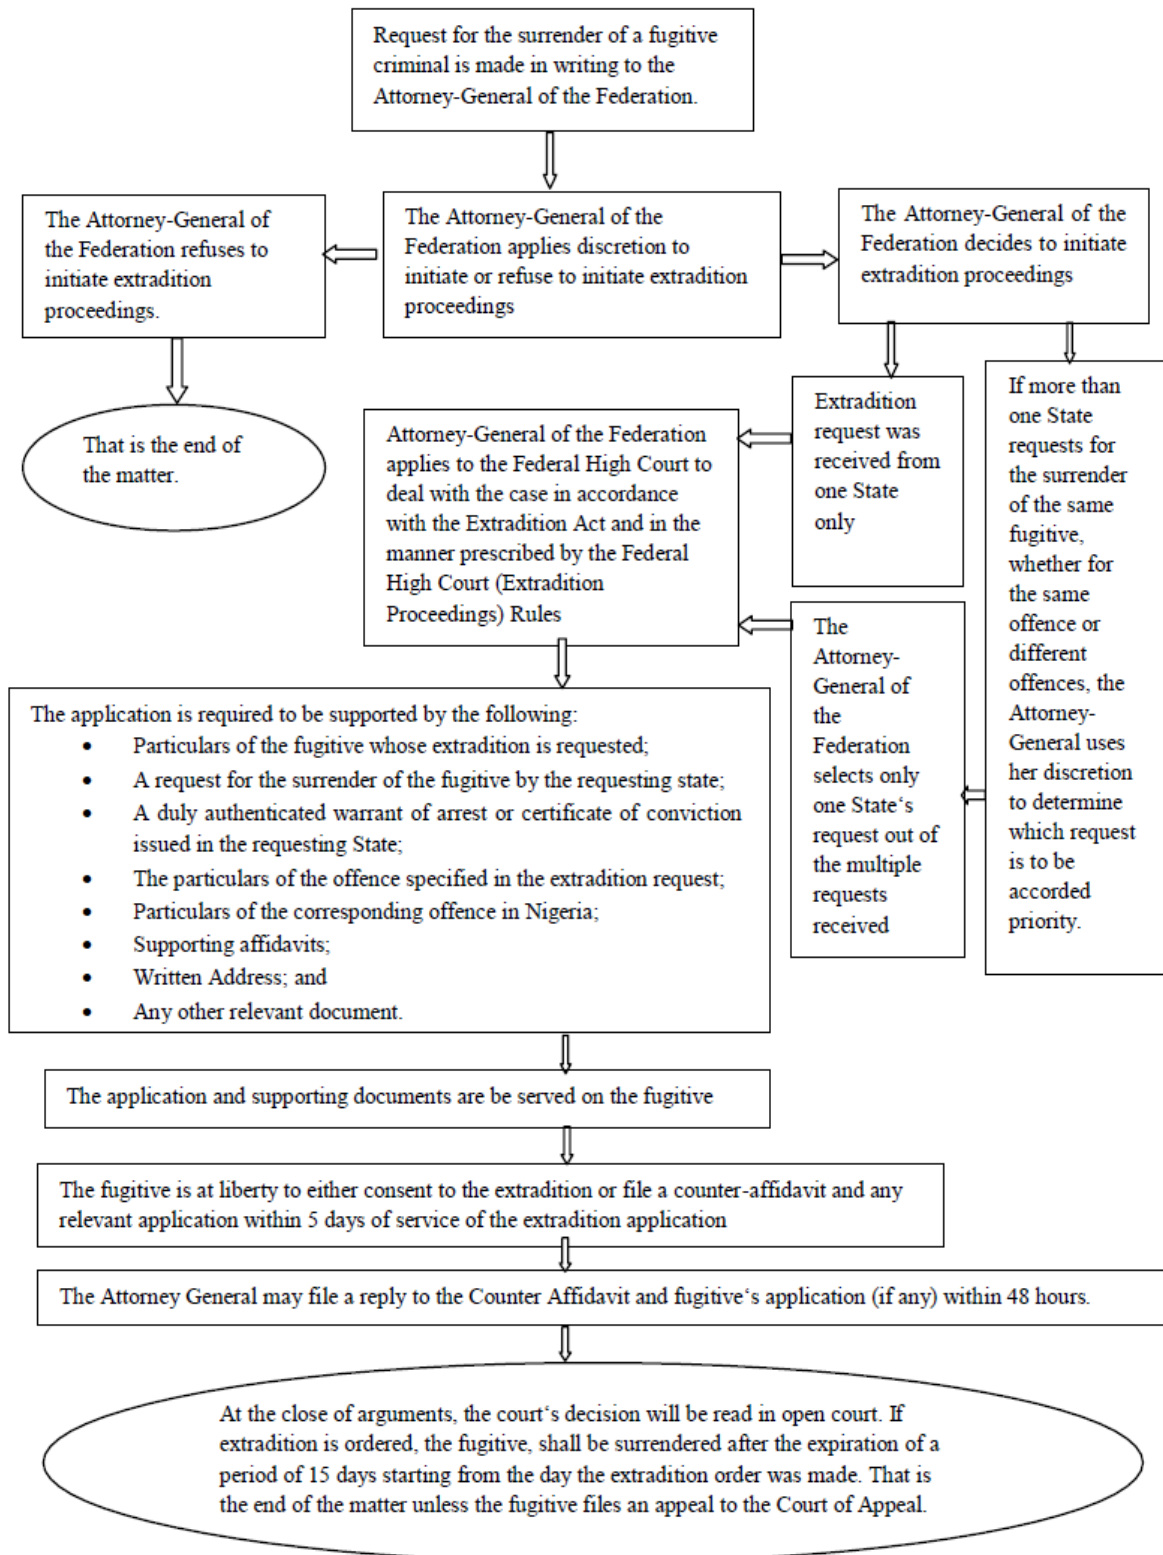 Request for the surrender of a fugitive
criminal is made in writing to the
Attorney-General of the Federation.
The Attorney-General of
the Federation refuses to
initiate extradition
proceedings.
The Attorney-General of the
Federation applies discretion to
initiate or refuse to initiate extradition
proceedings
The Attorney-General of the
Federation decides to initiate
extradition proceedings
That is the end of
the matter.
Attorney-General of the Federation
applies to the Federal High Court to
deal with the case in accordance
with the Extradition Act and in the
manner prescribed by the Federal
High Court (Extradition
Proceedings) Rules
Extradition
request was
received from
one State
only
If more than
one State
requests for
the surrender
of the same
fugitive,
whether for
the same
offence or
different
offences, the
Attorney-
General uses
her discretion
to determine
which request
is to be
accorded
priority.
The
Attorney-
General of
the
Federation
selects only
one State‘s
request out of
the multiple
requests
received
The application is required to be supported by the following:
• Particulars of the fugitive whose extradition is requested;
• A request for the surrender of the fugitive by the requesting state;
• A duly authenticated warrant of arrest or certificate of conviction
issued in the requesting State;
• The particulars of the offence specified in the extradition request;
• Particulars of the corresponding offence in Nigeria;
• Supporting affidavits;
• Written Address; and
• Any other relevant document.
The application and supporting documents are be served on the fugitive
The fugitive is at liberty to either consent to the extradition or file a counter-affidavit and any
relevant application within 5 days of service of the extradition application
The Attorney General may file a reply to the Counter Affidavit and fugitive‘s application (if any) within 48 hours.
At the close of arguments, the court‘s decision will be read in open court. If
extradition is ordered, the fugitive, shall be surrendered after the expiration of a
period of 15 days starting from the day the extradition order was made. That is
the end of the matter unless the fugitive files an appeal to the Court of Appeal.